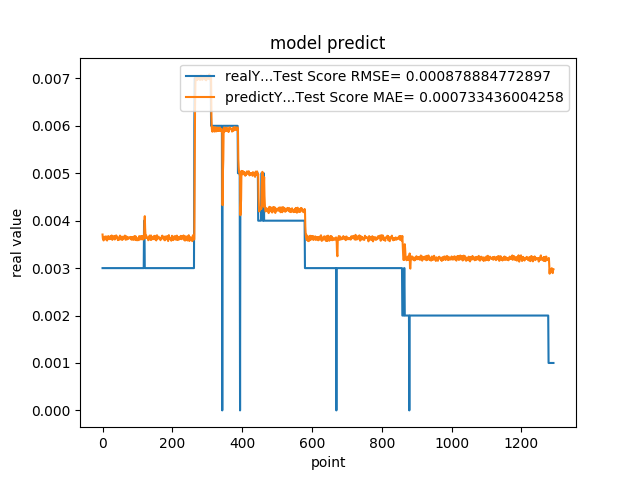 model predict
realY...Test Score RMSE= 0.000878884772897
predictY...Test Score MAE= 0.000733436004258
0.007
0.006
0.005
0.004
0.003
0.002
0.001
0.000
real value
0 200 400 600 800 1000 1200
point